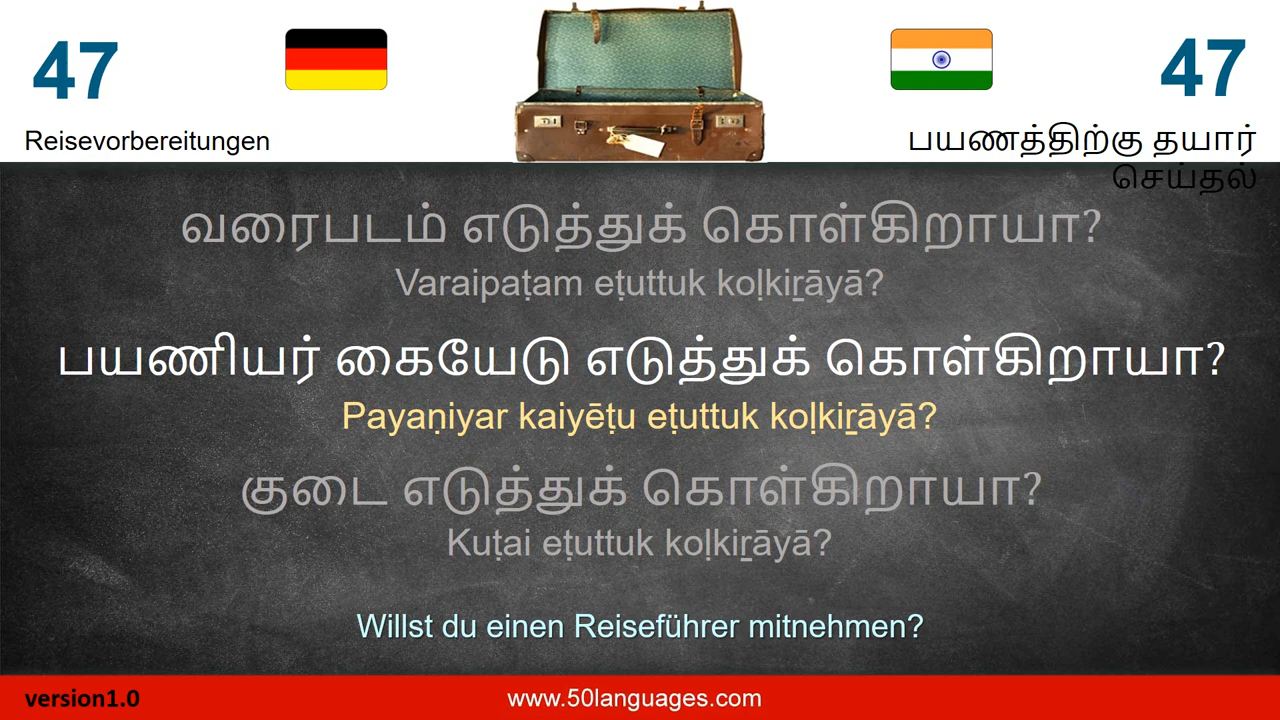 47
47
Reisevorbereitungen
பயணத்திற்கு தயார்
செய்தல்
வரைபடம் எடுத்துக் கொள்கிறாயா?
Varaipaṭam eṭuttuk koḷkiṟāyā?
பயணியர் கையேடு எடுத்துக் கொள்கிறாயா?
Payaṇiyar kaiyēṭu eṭuttuk koḷkiṟāyā?
குடை எடுத்துக் கொள்கிறாயா?
Kuṭai eṭuttuk koḷkiṟāyā?
Willst du einen Reiseführer mitnehmen?
version1.0
www.50languages.com